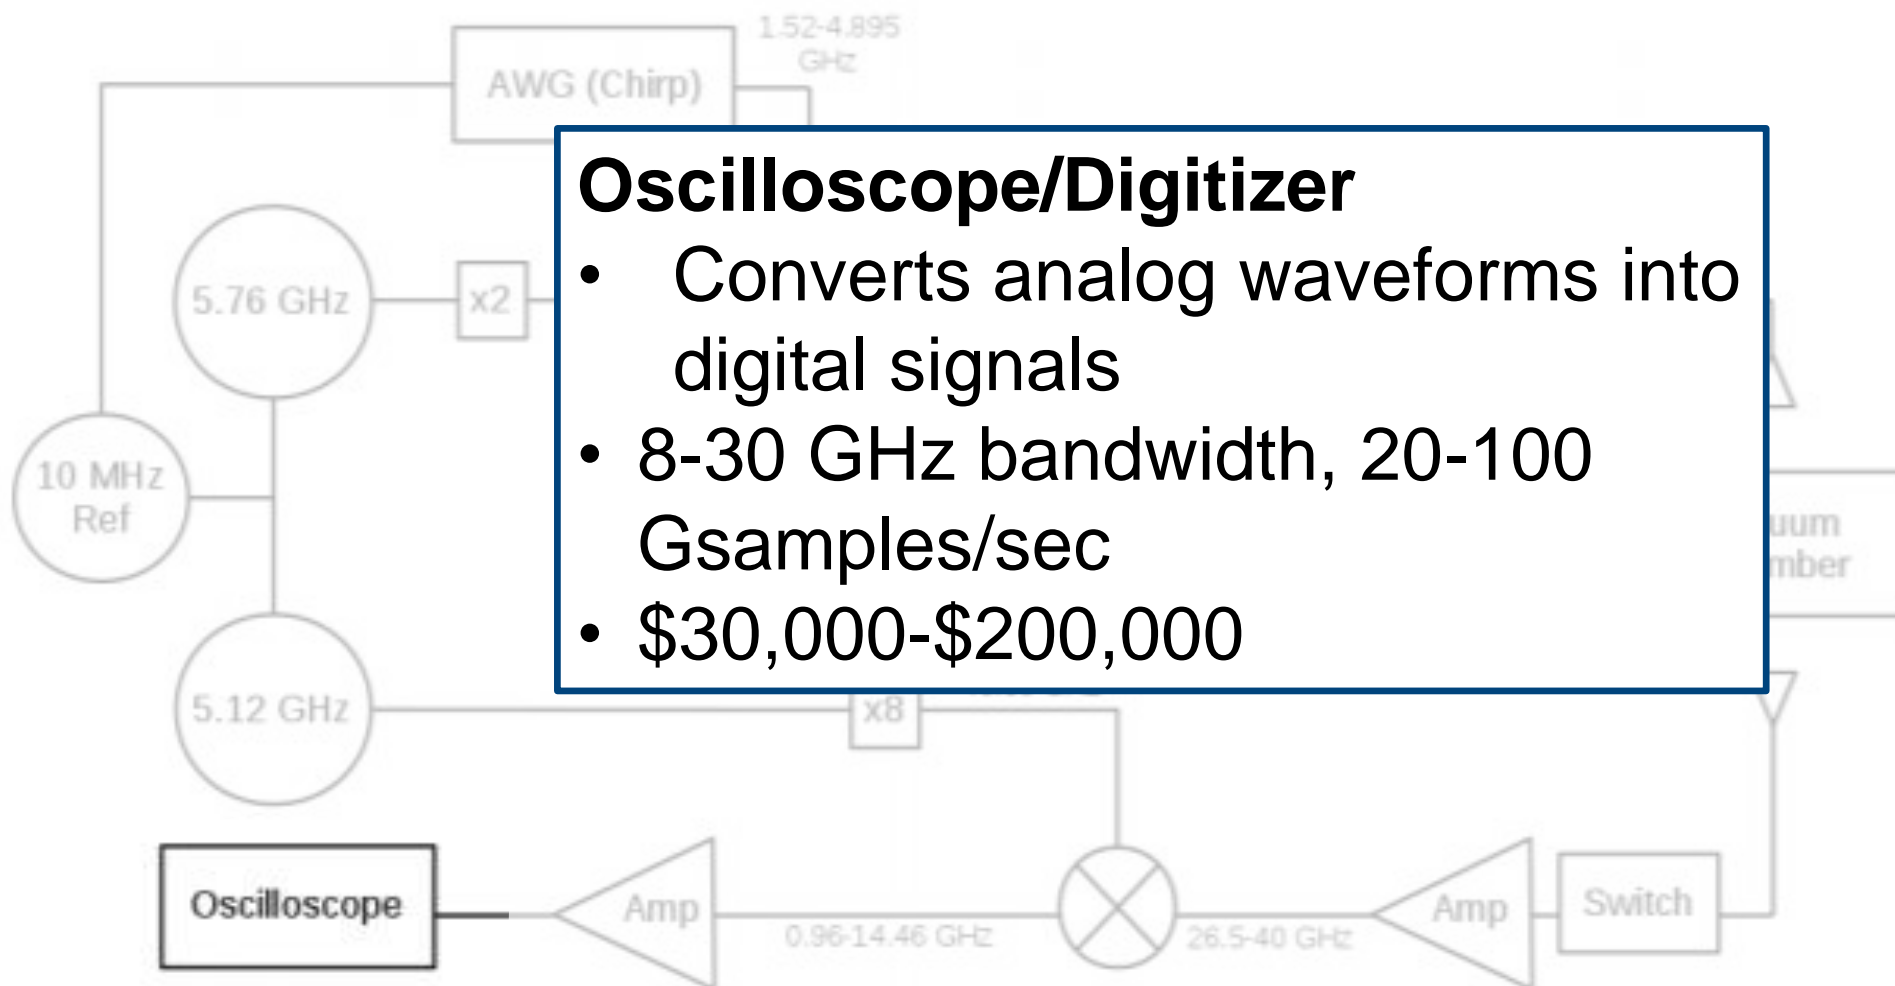 1.52-4.895
GHz
AWG (Chirp)
Oscilloscope/Digitizer
• Converts analog waveforms into
digital signals
• 8-30 GHz bandwidth, 20-100
Gsamples/sec
• $30,000-$200,000
5.76 GHz
x2
10 MHz
Ref
uum
mber
5.12 GHz
x8
Oscilloscope
Amp
0.96-14.46 GHz
26.5-40 GHz
Amp
Switch